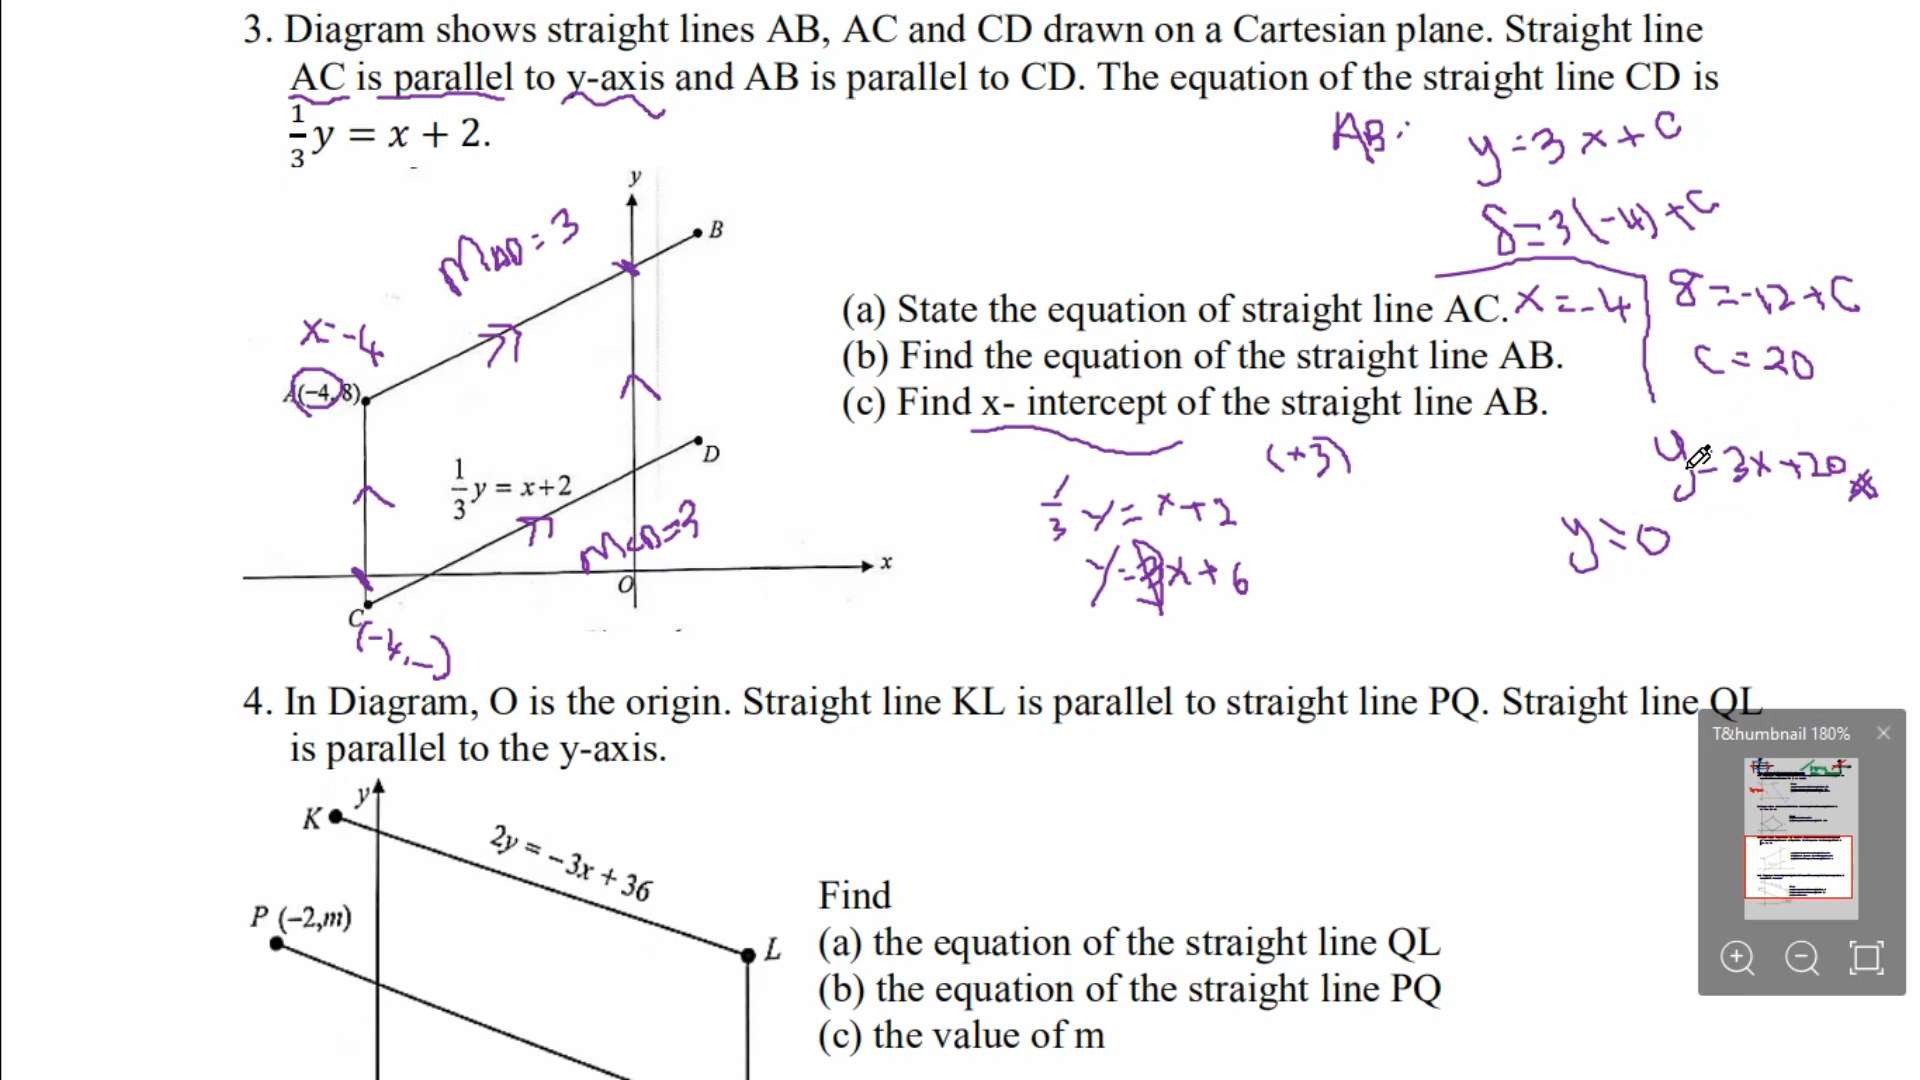 3. Diagram shows straight lines AB, AC and CD drawn on a Cartesian plane. Straight line
AC is parallel to y-axis and AB is parallel to CD. The equation of the straight line CD is
1/3 y = x + 2.
AB: y=3x+C
8=3(-4)+C
8=-12+C
C=20
y=3x+20
y=0
y
B
x=-4
A(−4,8)
D
1/3 y = x+2
MCD=3
x
O
C
(-4,-)
(a) State the equation of straight line AC. x=-4
(b) Find the equation of the straight line AB.
(c) Find x- intercept of the straight line AB.
(×3)
1/3 y = x+2
y=3x+6
4. In Diagram, O is the origin. Straight line KL is parallel to straight line PQ. Straight line QL
is parallel to the y-axis.
y
K
2y = −3x + 36
P (−2,m)
L
Find
(a) the equation of the straight line QL
(b) the equation of the straight line PQ
(c) the value of m
T&humbnail 180%